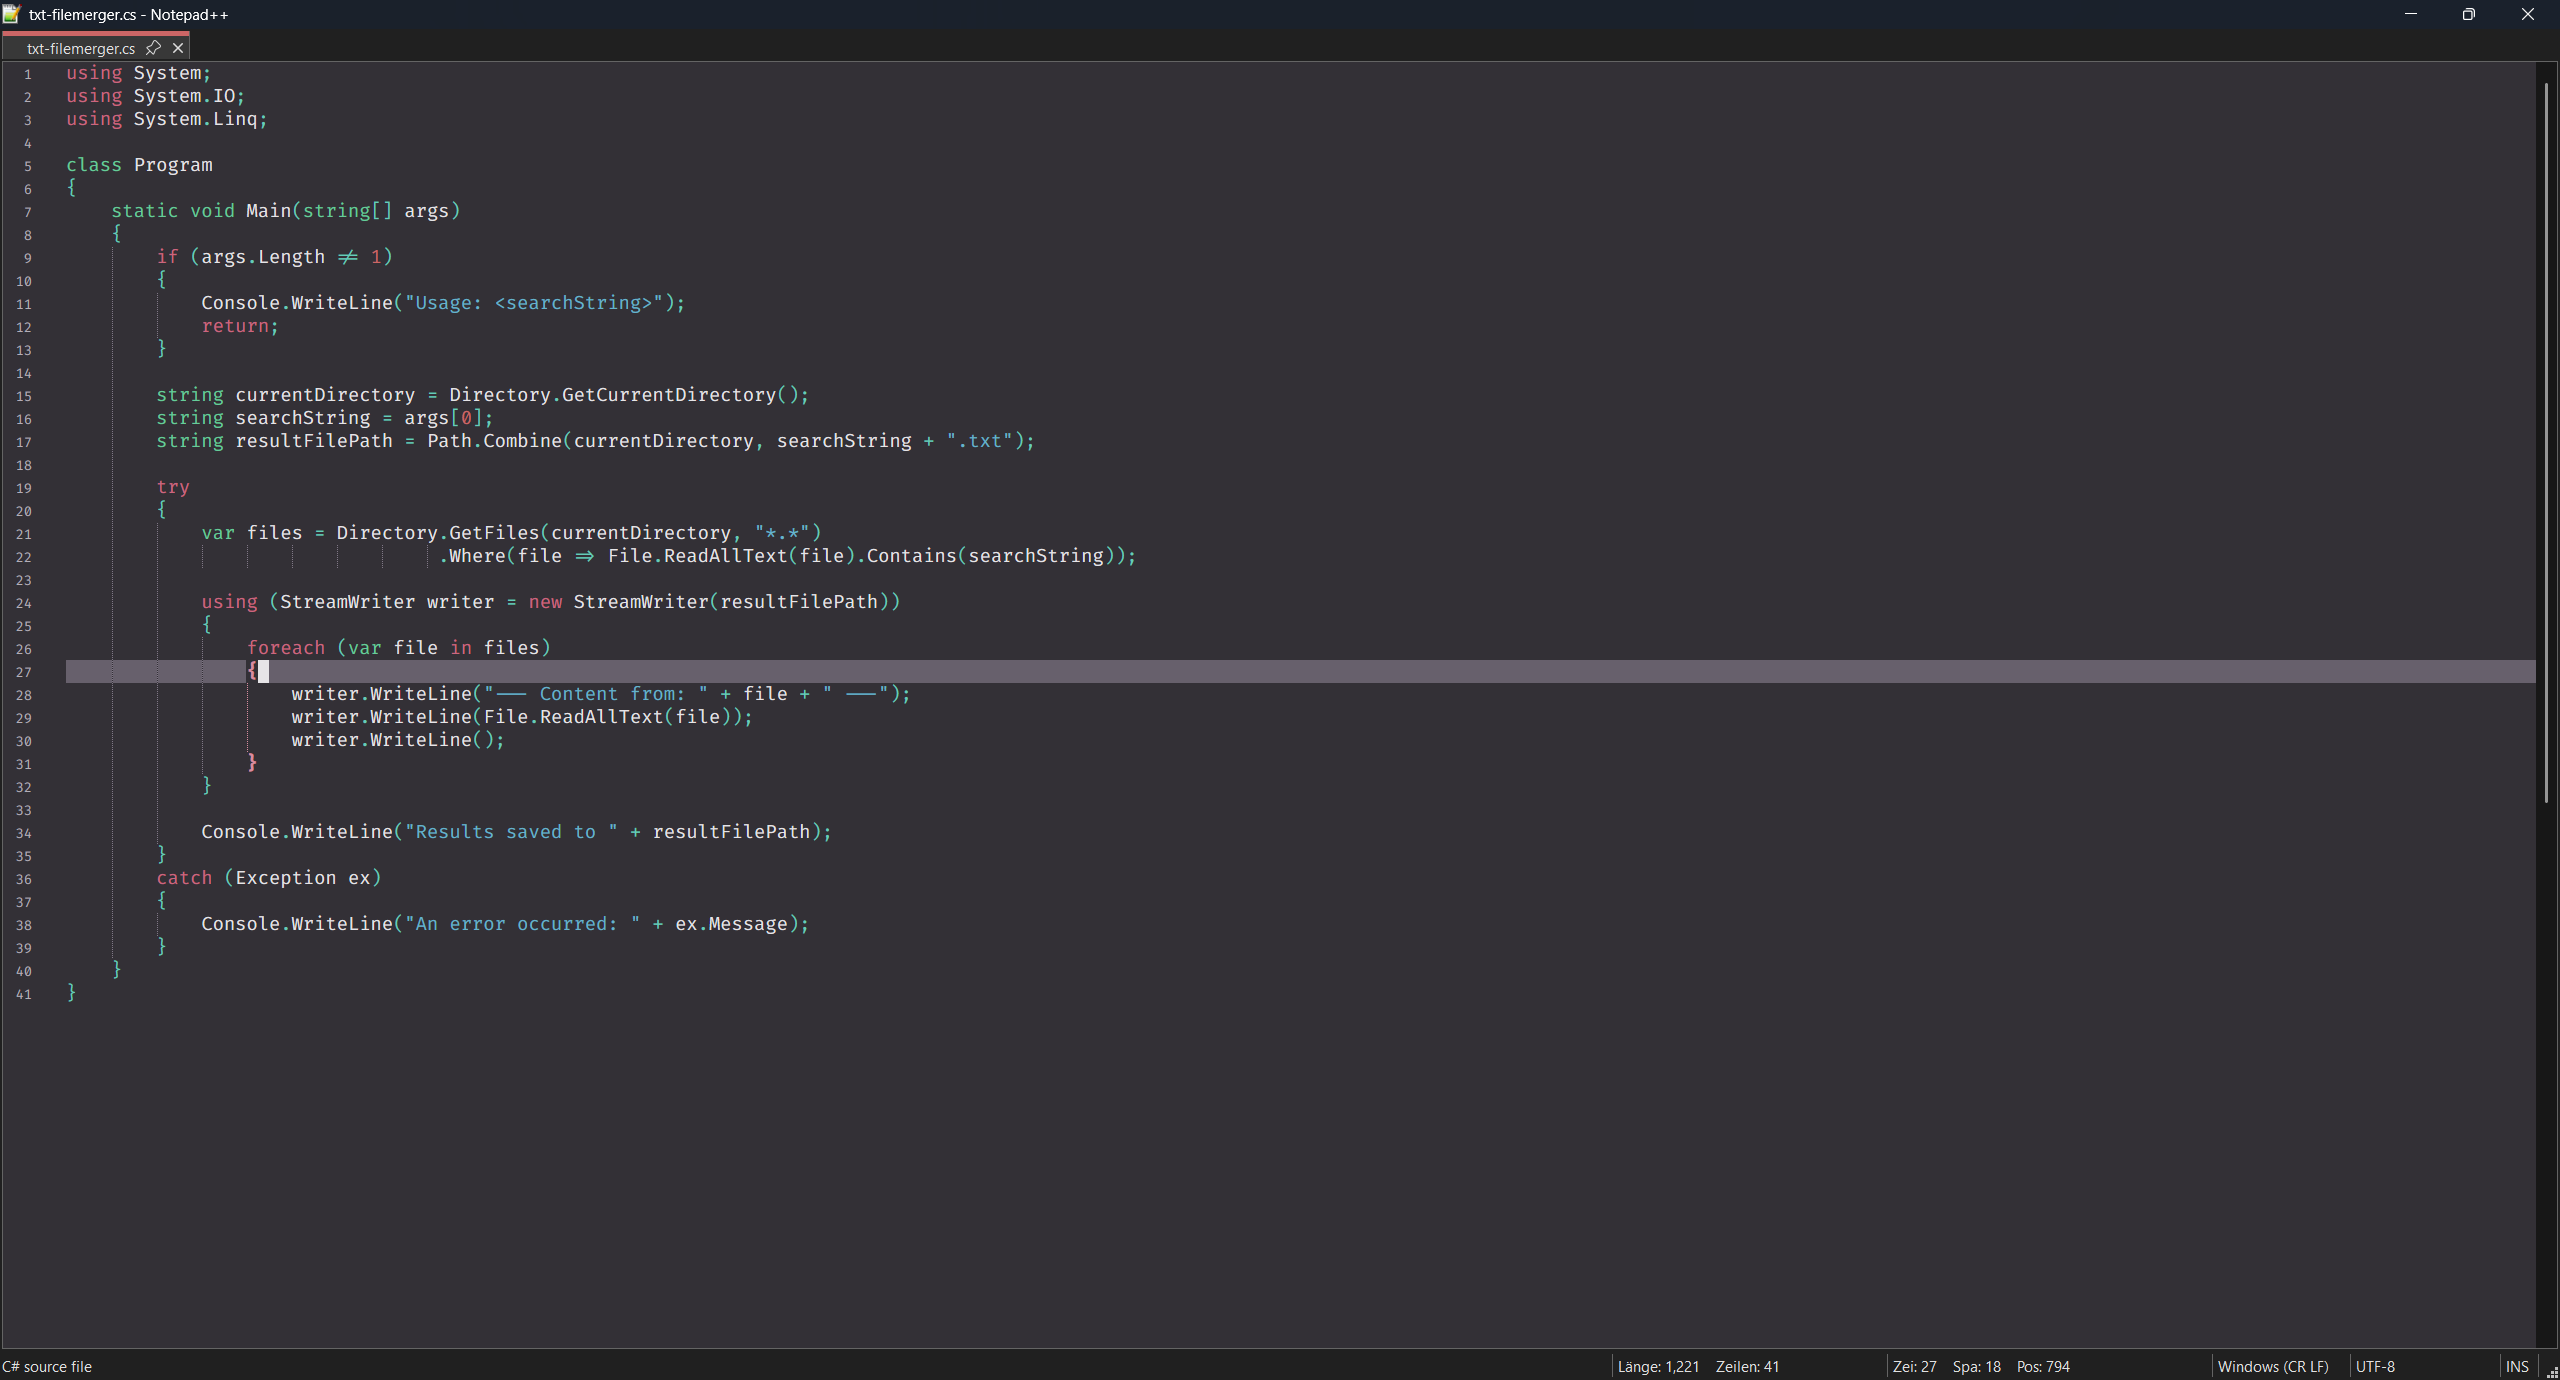 txt-filemerger.cs - Notepad++
txt-filemerger.cs
1 using System;
2 using System.IO;
3 using System.Linq;
4
5 class Program
6 {
7     static void Main(string[] args)
8     {
9         if (args.Length != 1)
10         {
11             Console.WriteLine("Usage: <searchString>");
12             return;
13         }
14
15         string currentDirectory = Directory.GetCurrentDirectory();
16         string searchString = args[0];
17         string resultFilePath = Path.Combine(currentDirectory, searchString + ".txt");
18
19         try
20         {
21             var files = Directory.GetFiles(currentDirectory, "*.*")
22                                  .Where(file => File.ReadAllText(file).Contains(searchString));
23
24             using (StreamWriter writer = new StreamWriter(resultFilePath))
25             {
26                 foreach (var file in files)
27                 {
28                     writer.WriteLine("--- Content from: " + file + " ---");
29                     writer.WriteLine(File.ReadAllText(file));
30                     writer.WriteLine();
31                 }
32             }
33
34             Console.WriteLine("Results saved to " + resultFilePath);
35         }
36         catch (Exception ex)
37         {
38             Console.WriteLine("An error occurred: " + ex.Message);
39         }
40     }
41 }
C# source file Länge: 1,221 Zeilen: 41 Zei: 27 Spa: 18 Pos: 794 Windows (CR LF) UTF-8 INS